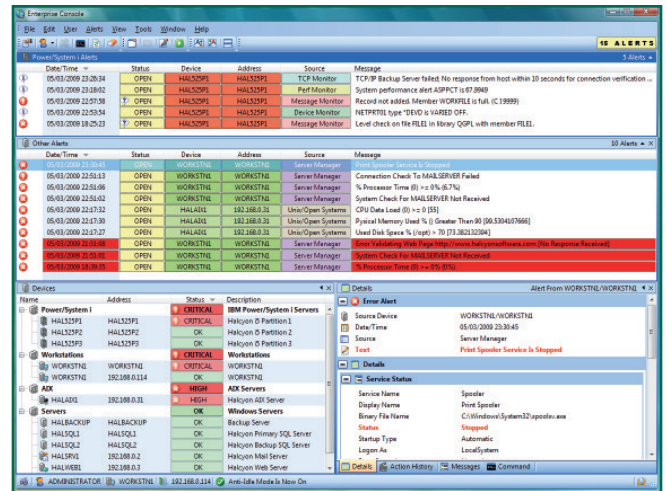 Enterprise Console
File Edit User Alerts View Tools Window Help
15 ALERTS
Power/System i Alerts 5 Alerts
Date/Time Status Device Address Source Message
05/03/2009 23:26:34 OPEN HAL525P1 HAL525P1 TCP Monitor TCP/IP Backup Server failed; No response from host within 10 seconds for connection verification ...
05/03/2009 23:18:02 OPEN HAL525P1 HAL525P1 Perf Monitor System performance alert ASPPCT is 67.9949
05/03/2009 22:57:58 OPEN HAL525P1 HAL525P1 Message Monitor Record not added. Member WORKFILE is full. (C I 9999)
05/03/2009 22:53:54 OPEN HAL525P1 HAL525P1 Device Monitor NETPRT01 type *DEVD is VARIED OFF.
05/03/2009 18:25:23 OPEN HAL525P1 HAL525P1 Message Monitor Level check on file FILE1 in library QGPL with member FILE1.
Other Alerts 10 Alerts
Date/Time Status Device Address Source Message
05/03/2009 23:30:45 OPEN WORKSTN1 WORKSTN1 Server Manager Print Spooler Service Is Stopped
05/03/2009 22:51:13 OPEN WORKSTN1 WORKSTN1 Server Manager Connection Check To MAILSERVER Failed
05/03/2009 22:51:06 OPEN WORKSTN1 WORKSTN1 Server Manager % Processor Time (0) >= 0% (6.7%)
05/03/2009 22:51:02 OPEN WORKSTN1 WORKSTN1 Server Manager System Check For MAILSERVER Not Received
05/03/2009 22:17:32 OPEN HALAIX1 192.168.0.31 Unix/Open Systems CPU Data Load (0) >= 0 [55]
05/03/2009 22:17:30 OPEN HALAIX1 192.168.0.31 Unix/Open Systems Pysical Memory Used % () Greater Than 90 [99.5304107666]
05/03/2009 22:17:27 OPEN HALAIX1 192.168.0.31 Unix/Open Systems Used Disk Space % (/opt) > 70 [73.382132304]
05/03/2009 21:51:08 OPEN WORKSTN1 WORKSTN1 Server Manager Error Validating Web Page http://www.halcyonsoftware.com [No Response Received]
05/03/2009 21:51:01 OPEN WORKSTN1 WORKSTN1 Server Manager System Check For MAILSERVER Not Received
05/03/2009 18:39:35 OPEN WORKSTN1 WORKSTN1 Server Manager % Processor Time (0) >= 0% (0%)
Devices
Name Address Status Description
Power/System i CRITICAL IBM Power/System i Servers
HAL525P1 HAL525P1 CRITICAL Halcyon i5 Partition 1
HAL525P2 HAL525P2 OK Halcyon i5 Partition 2
HAL525P3 HAL525P3 OK Halcyon i5 Partition 3
Workstations CRITICAL Workstations
WORKSTN1 WORKSTN1 CRITICAL Workstations
WORKSTN1 192.168.0.114 OK Workstations
AIX HIGH AIX Servers
HALAIX1 192.168.0.31 HIGH Halcyon AIX Server
Servers OK Windows Servers
HALBACKUP HALBACKUP OK Backup Server
HALSQL1 HALSQL1 OK Halcyon Primary SQL Server
HALSQL2 HALSQL2 OK Halcyon Backup SQL Server
HALSRV1 192.168.0.2 OK Halcyon Mail Server
HALWEB1 192.168.0.3 OK Halcyon Web Server
Details Alert From WORKSTN1/WORKSTN1
Error Alert
Source Device WORKSTN1/WORKSTN1
Date/Time 05/03/2009 23:30:45
Source Server Manager
Text Print Spooler Service Is Stopped
Details
Service Status
Service Name Spooler
Display Name Print Spooler
Binary File Name C:\Windows\System32\spoolsv.exe
Status Stopped
Startup Type Automatic
Logon As LocalSystem
Details Action History Messages Command
ADMINISTRATOR WORKSTN1 192.168.0.114 Anti-Idle Mode Is Now On